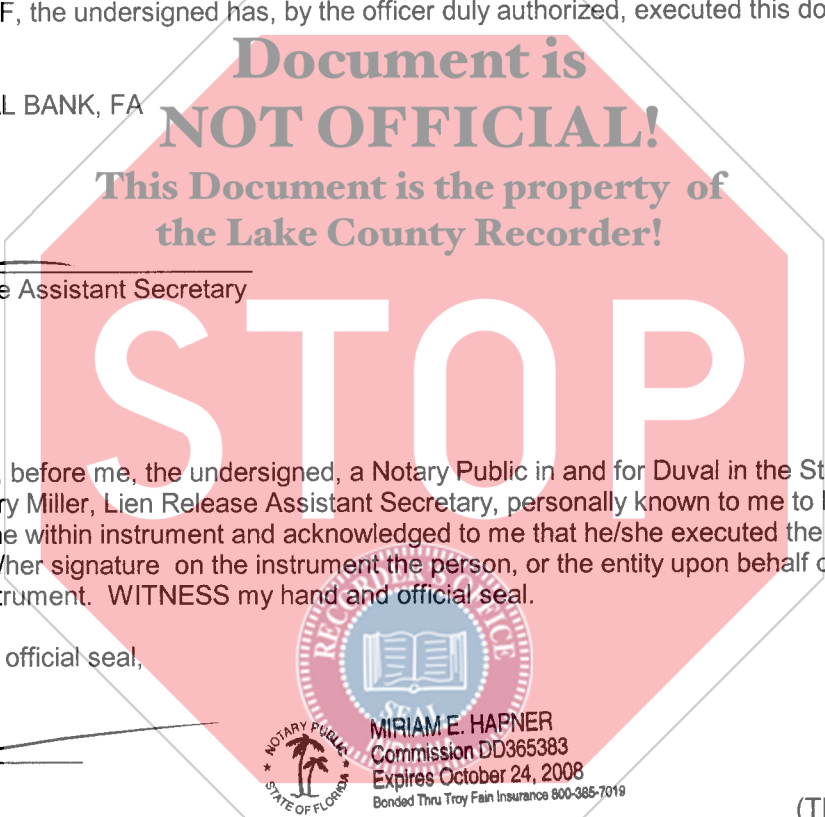 F, the undersigned has, by the officer duly authorized, executed this do
Document is
L BANK, FA
NOT OFFICIAL!
This Document is the property of
the Lake County Recorder!
e Assistant Secretary
STOP
, before me, the undersigned, a Notary Public in and for Duval in the St
ry Miller, Lien Release Assistant Secretary, personally known to me to
e within instrument and acknowledged to me that he/she executed the
/her signature on the instrument the person, or the entity upon behalf
trument. WITNESS my hand and official seal.
RECORDER'S OFFICE
SEAL
official seal,
NOTARY PUBLIC
STATE OF FLORIDA
MIRIAM E. HAPNER
Commission DD365383
Expires October 24, 2008
Bonded Thru Troy Fain Insurance 800-385-7019
(T